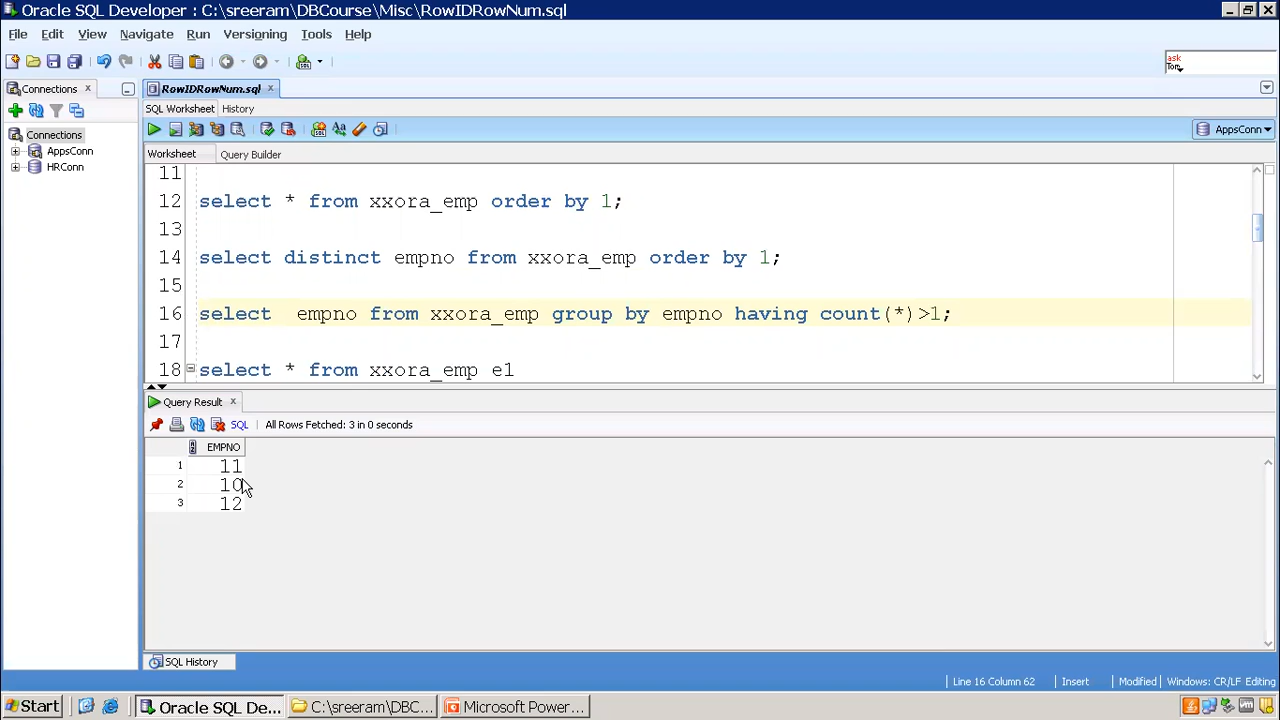 Oracle SQL Developer : C:\sreeram\DBCourse\Misc\RowIDRowNum.sql
File Edit View Navigate Run Versioning Tools Help
ask
Tom
Connections
RowIDRowNum.sql
SQL Worksheet History
Connections
AppsConn
HRConn
AppsConn
Worksheet Query Builder
11
12 select * from xxora_emp order by 1;
13
14 select distinct empno from xxora_emp order by 1;
15
16 select  empno from xxora_emp group by empno having count(*)>1;
17
18 select * from xxora_emp e1
Query Result
SQL All Rows Fetched: 3 in 0 seconds
EMPNO
1 11
2 10
3 12
SQL History
Line 16 Column 62 Insert Modified Windows: CR/LF Editing
Start Oracle SQL De... C:\sreeram\DBC... Microsoft Power...